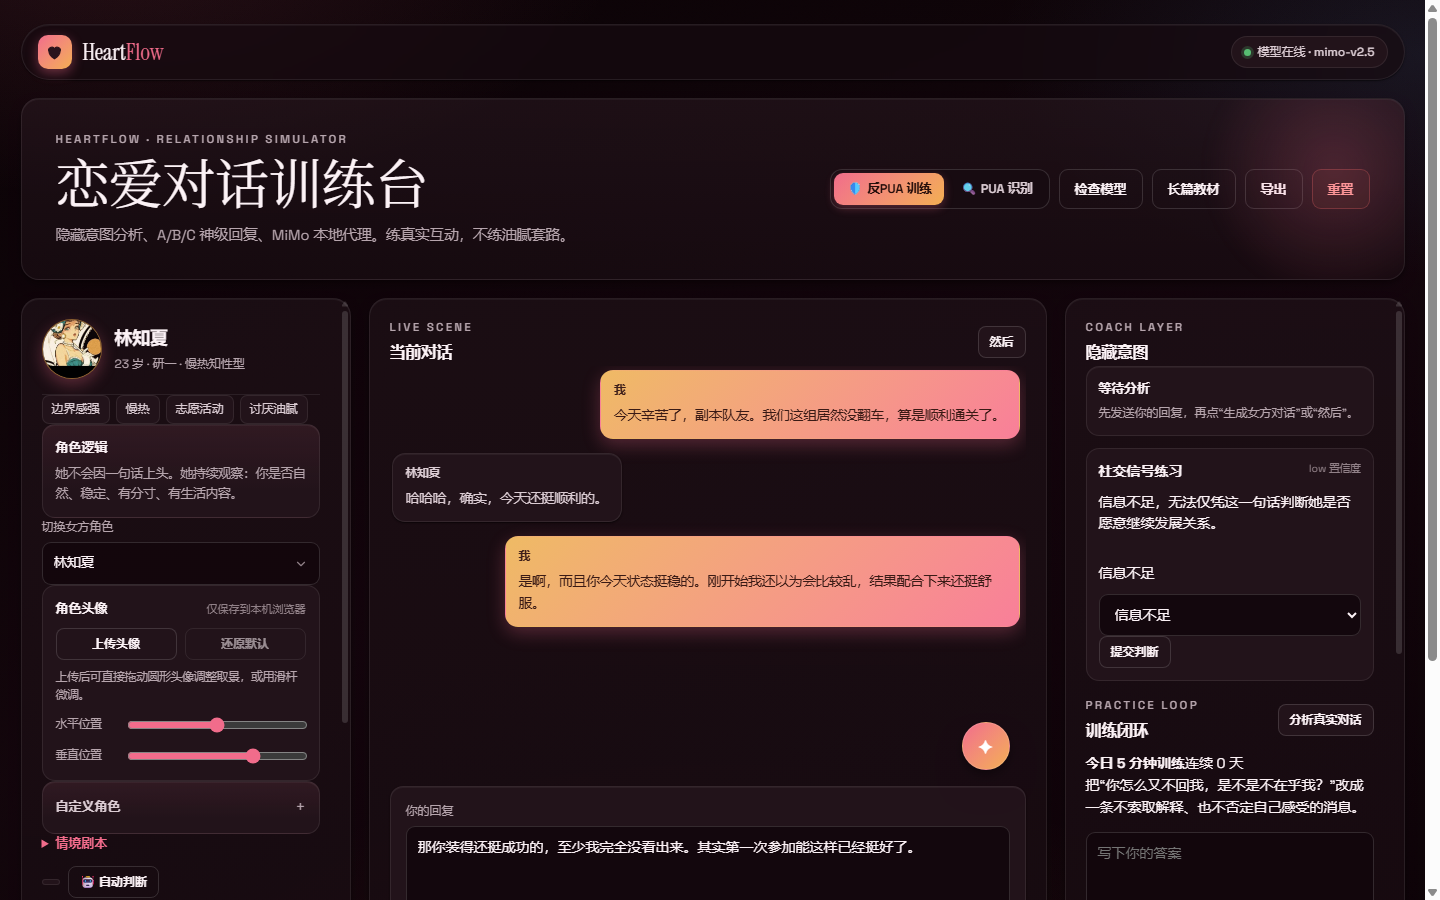 HeartFlow
模型在线 · mimo-v2.5
HEARTFLOW · RELATIONSHIP SIMULATOR
恋爱对话训练台
隐藏意图分析、A/B/C 神级回复、MiMo 本地代理。练真实互动，不练油腻套路。
反PUA 训练
PUA 识别
检查模型
长篇教材
导出
重置
林知夏
23 岁 · 研一 · 慢热知性型
边界感强
慢热
志愿活动
讨厌油腻
角色逻辑
她不会因一句话上头。她持续观察：你是否自
然、稳定、有分寸、有生活内容。
切换女方角色
林知夏
角色头像
仅保存到本机浏览器
上传头像
还原默认
上传后可直接拖动圆形头像调整取景，或用滑杆
微调。
水平位置
垂直位置
自定义角色
+
情境剧本
自动判断
LIVE SCENE
当前对话
然后
我
今天辛苦了，副本队友。我们这组居然没翻车，算是顺利通关了。
林知夏
哈哈哈，确实，今天还挺顺利的。
我
是啊，而且你今天状态挺稳的。刚开始我还以为会比较乱，结果配合下来还挺舒
服。
你的回复
那你装得还挺成功的，至少我完全没看出来。其实第一次参加能这样已经挺好了。
COACH LAYER
隐藏意图
等待分析
先发送你的回复，再点“生成女方对话”或“然后”。
社交信号练习
low 置信度
信息不足，无法仅凭这一句话判断她是否
愿意继续发展关系。
信息不足
信息不足
提交判断
PRACTICE LOOP
训练闭环
分析真实对话
今日 5 分钟训练连续 0 天
把“你怎么又不回我，是不是不在乎我？”改成
一条不索取解释、也不否定自己感受的消息。
写下你的答案